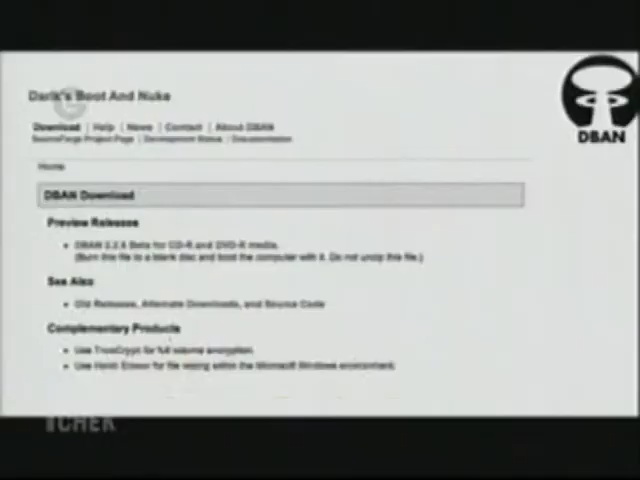 Darik's Boot And Nuke
DBAN
Download | Help | News | Contact | About DBAN
SourceForge Project Page | Development Status | Documentation
Home
DBAN Download
Preview Releases
DBAN 2.2.6 Beta for CD-R and DVD-R media.
(Burn this file to a blank disc and boot the computer with it. Do not unzip this file.)
See Also
Old Releases, Alternate Downloads, and Source Code
Complementary Products
Use TrueCrypt for full volume encryption.
Use Heidi Eraser for file wiping within the Microsoft Windows environment.
CHEK